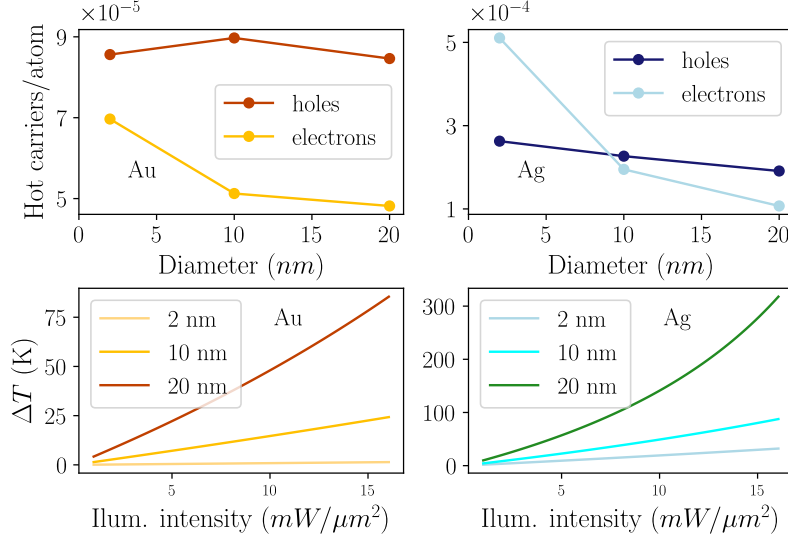 ×10⁻⁵
Hot carriers/atom
9
7
5
holes
electrons
Au
0 5 10 15 20
Diameter (nm)
×10⁻⁴
5
3
1
holes
electrons
Ag
0 5 10 15 20
Diameter (nm)
ΔT (K)
75
50
25
0
2 nm
10 nm
20 nm
Au
5 10 15
Ilum. intensity (mW/μm²)
300
200
100
0
2 nm
10 nm
20 nm
Ag
5 10 15
Ilum. intensity (mW/μm²)